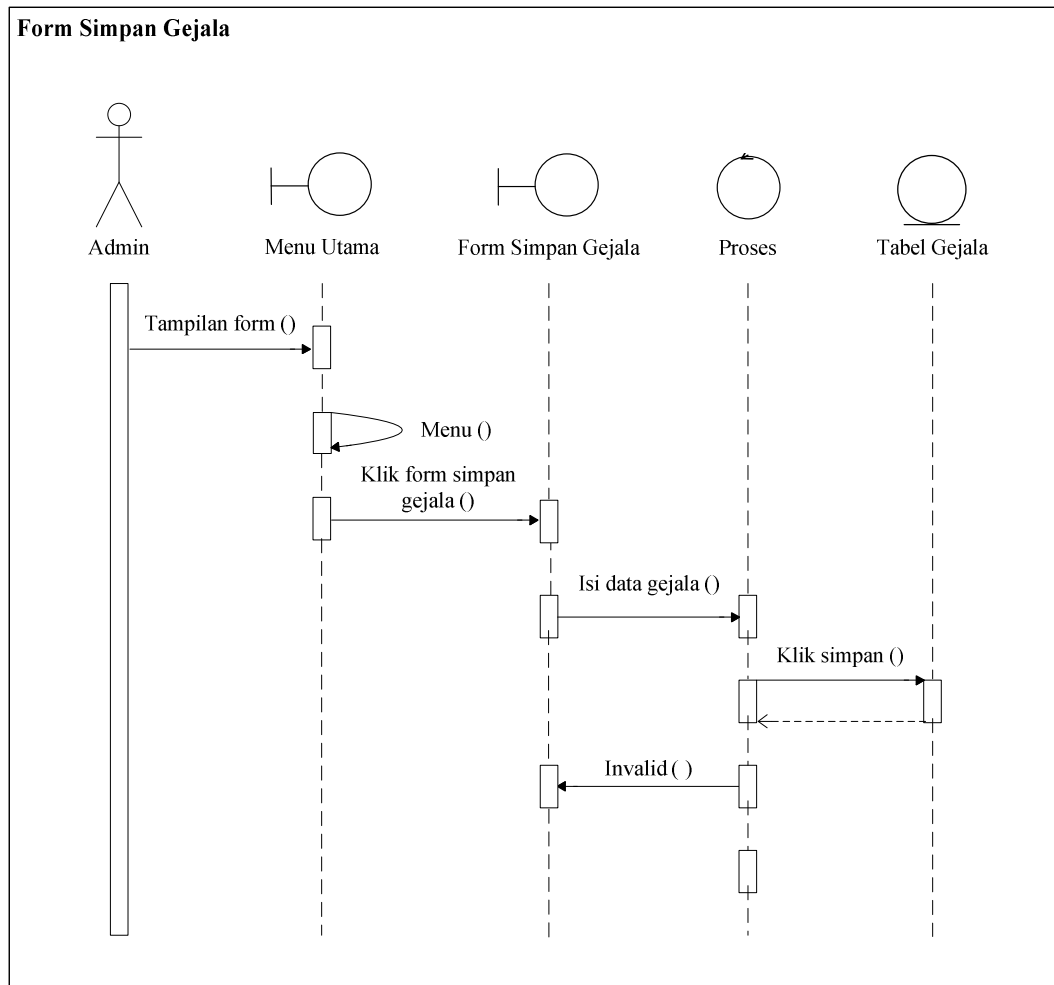 Form Simpan Gejala
Admin
Menu Utama
Form Simpan Gejala
Proses
Tabel Gejala
Tampilan form ()
Menu ()
Klik form simpan
gejala ()
Isi data gejala ()
Klik simpan ()
Invalid ( )